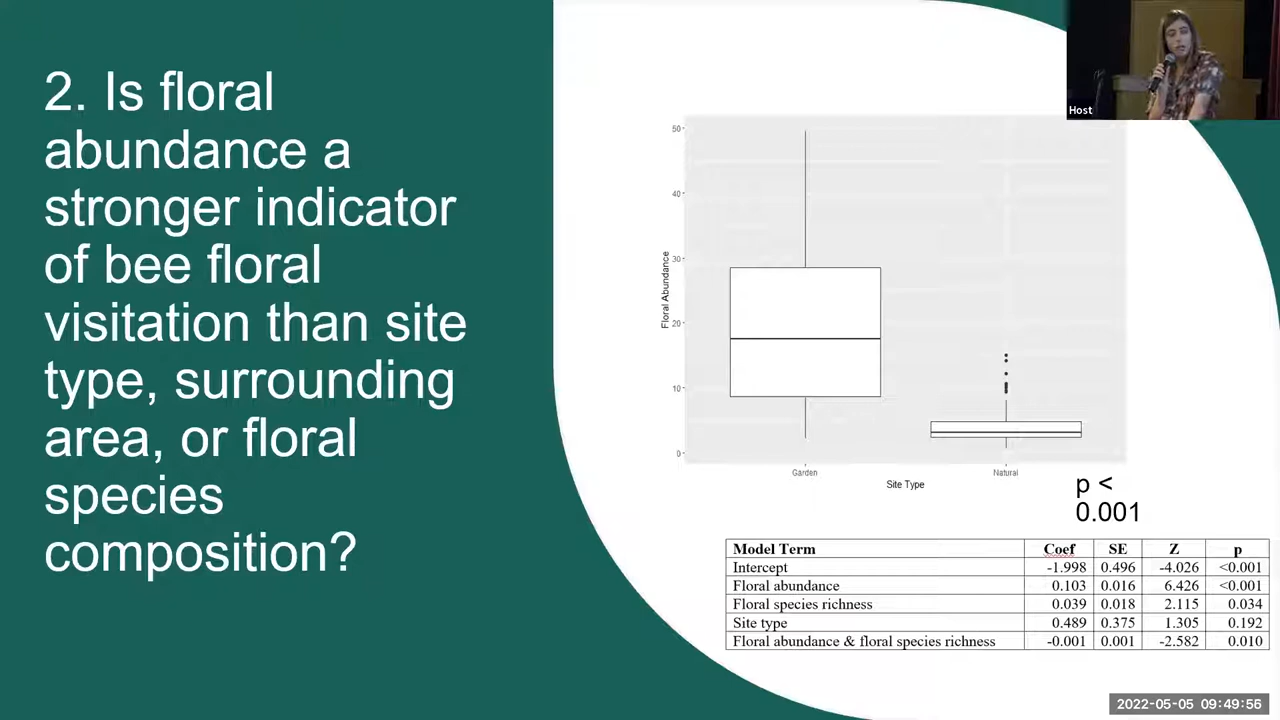 2. Is floral
abundance a
stronger indicator
of bee floral
visitation than site
type, surrounding
area, or floral
species
composition?
Host
50
40
30
20
10
0
Floral Abundance
Garden
Natural
Site Type
p <
0.001
Model Term Coef SE Z p
Intercept -1.998 0.496 -4.026 <0.001
Floral abundance 0.103 0.016 6.426 <0.001
Floral species richness 0.039 0.018 2.115 0.034
Site type 0.489 0.375 1.305 0.192
Floral abundance & floral species richness -0.001 0.001 -2.582 0.010
2022-05-05 09:49:56